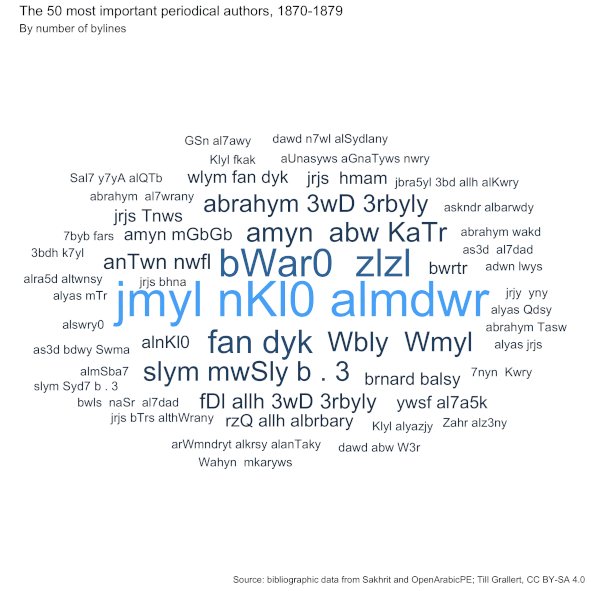 The 50 most important periodical authors, 1870-1879
By number of bylines
GSn al7awy
dawd n7wl alSydlany
Klyl fkak
aUnasyws aGnaTyws nwry
Sal7 y7yA alQTb
wlym fan dyk
jrjs hmam
jbra5yl 3bd allh alKwry
abrahym al7wrany
abrahym 3wD 3rbyly
askndr albarwdy
jrjs Tnws
7byb fars
amyn mGbGb
amyn abw KaTr
abrahym wakd
3bdh k7yl
anTwn nwfl
bWar0 zlzl
bwrtr
as3d al7dad
adwn lwys
alra5d altwnsy
jrjs bhna
alyas mTr
jmyl nKl0 almdwr
jrjy yny
alyas Qdsy
alswry0
abrahym Tasw
as3d bdwy Swma
alnKl0
fan dyk
Wbly Wmyl
alyas jrjs
almSba7
slym mwSly b . 3
brnard balsy
7nyn Kwry
slym Syd7 b . 3
bwls naSr al7dad
fDl allh 3wD 3rbyly
ywsf al7a5k
jrjs bTrs althWrany
rzQ allh albrbary
Klyl alyazjy
Zahr alz3ny
arWmndryt alkrsy alanTaky
dawd abw W3r
Wahyn mkaryws
Source: bibliographic data from Sakhrit and OpenArabicPE; Till Grallert, CC BY-SA 4.0